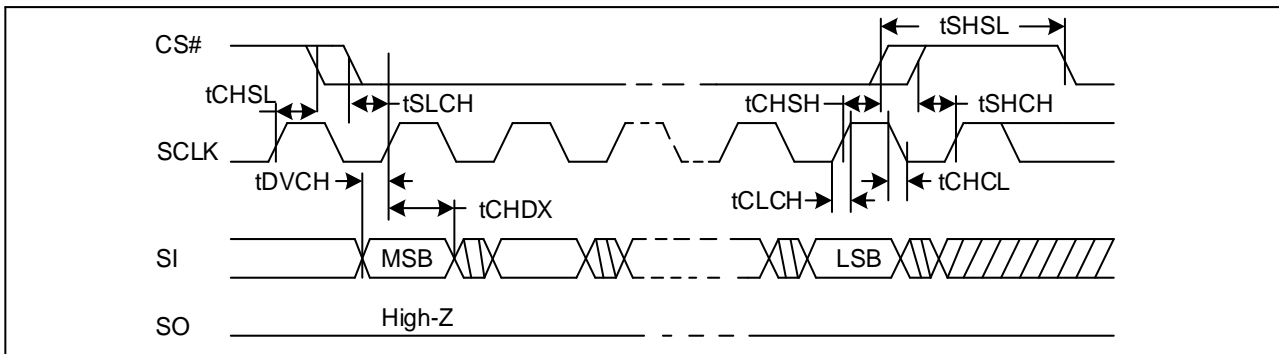 tSHSL
CS#
tCHSL
tSLCH
tCHSH
tSHCH
SCLK
tDVCH
tCHDX
tCLCH
tCHCL
SI
MSB
LSB
High-Z
SO